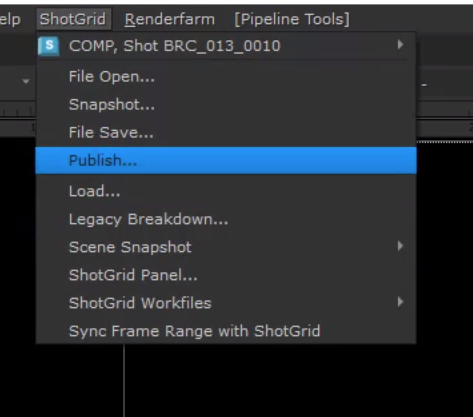 elp ShotGrid Renderfarm [Pipeline Tools]
S COMP, Shot BRC_013_0010
File Open...
Snapshot...
File Save...
Publish...
Load...
Legacy Breakdown...
Scene Snapshot
ShotGrid Panel...
ShotGrid Workfiles
Sync Frame Range with ShotGrid